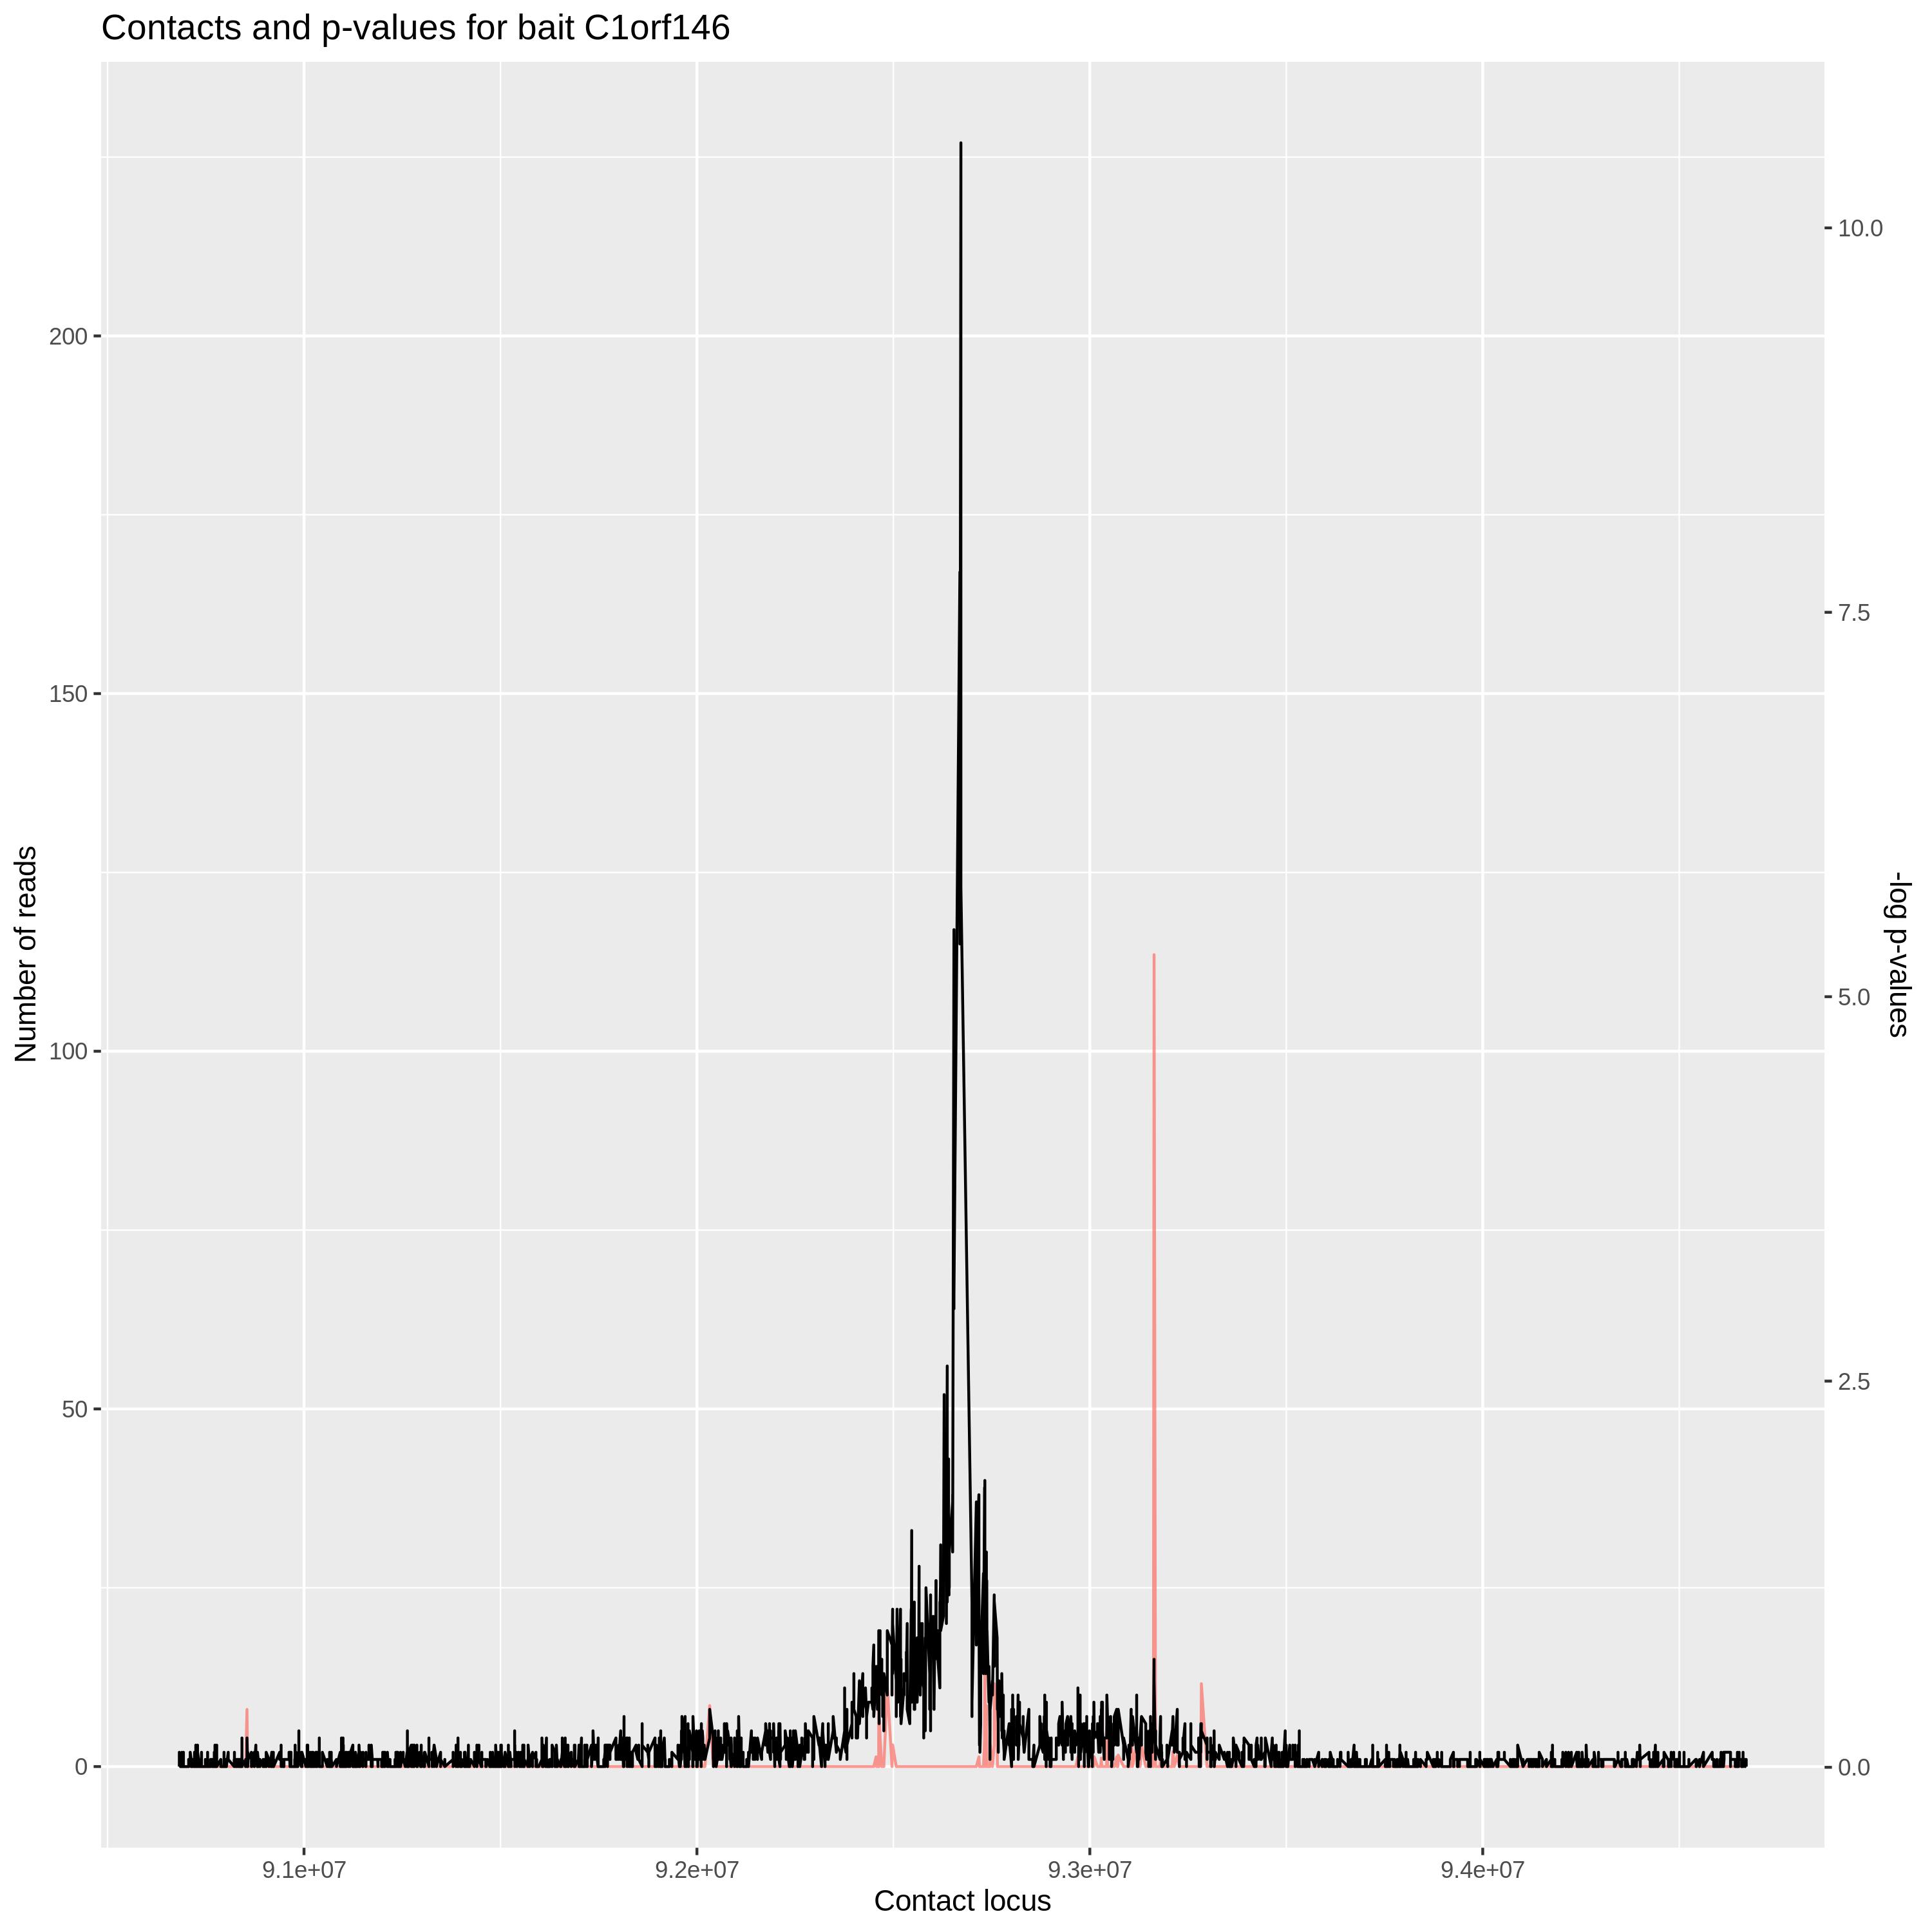 Contacts and p-values for bait C1orf146
Number of reads
200
150
100
50
0
10.0
7.5
5.0
2.5
0.0
-log p-values
9.1e+07 9.2e+07 9.3e+07 9.4e+07
Contact locus